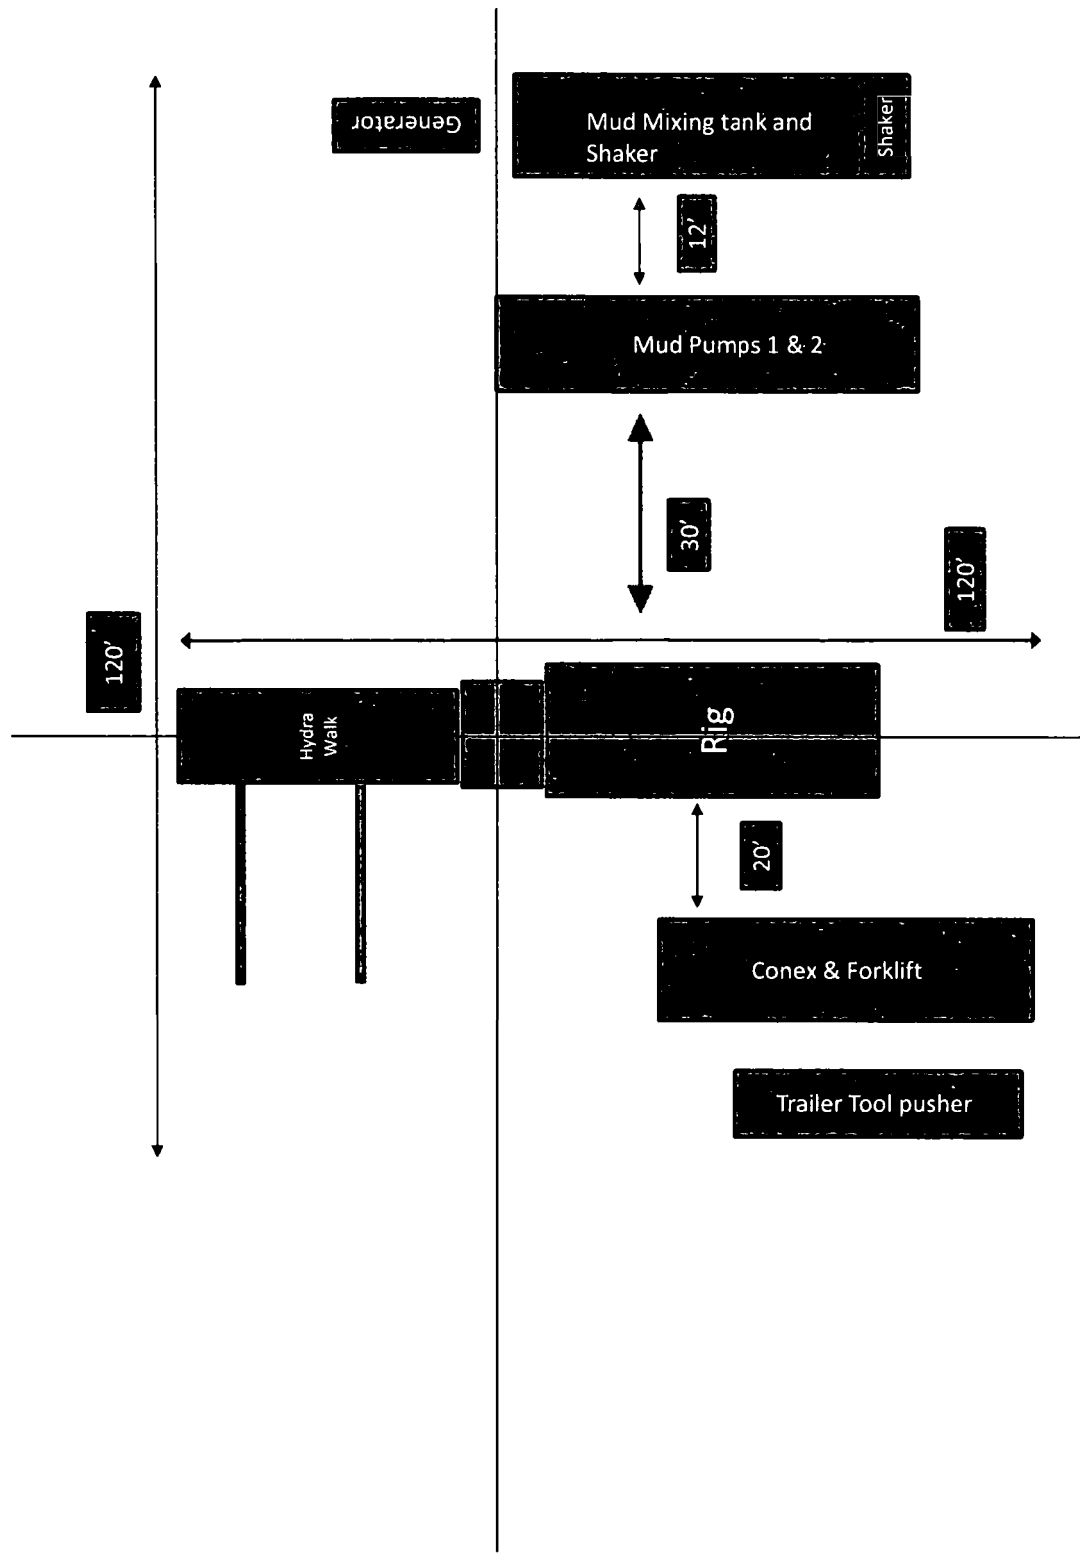 Generator
Mud Mixing tank and
Shaker
Shaker
12'
Mud Pumps 1 & 2
30'
120'
120'
Hydra
Walk
Rig
20'
Conex & Forklift
Trailer Tool pusher